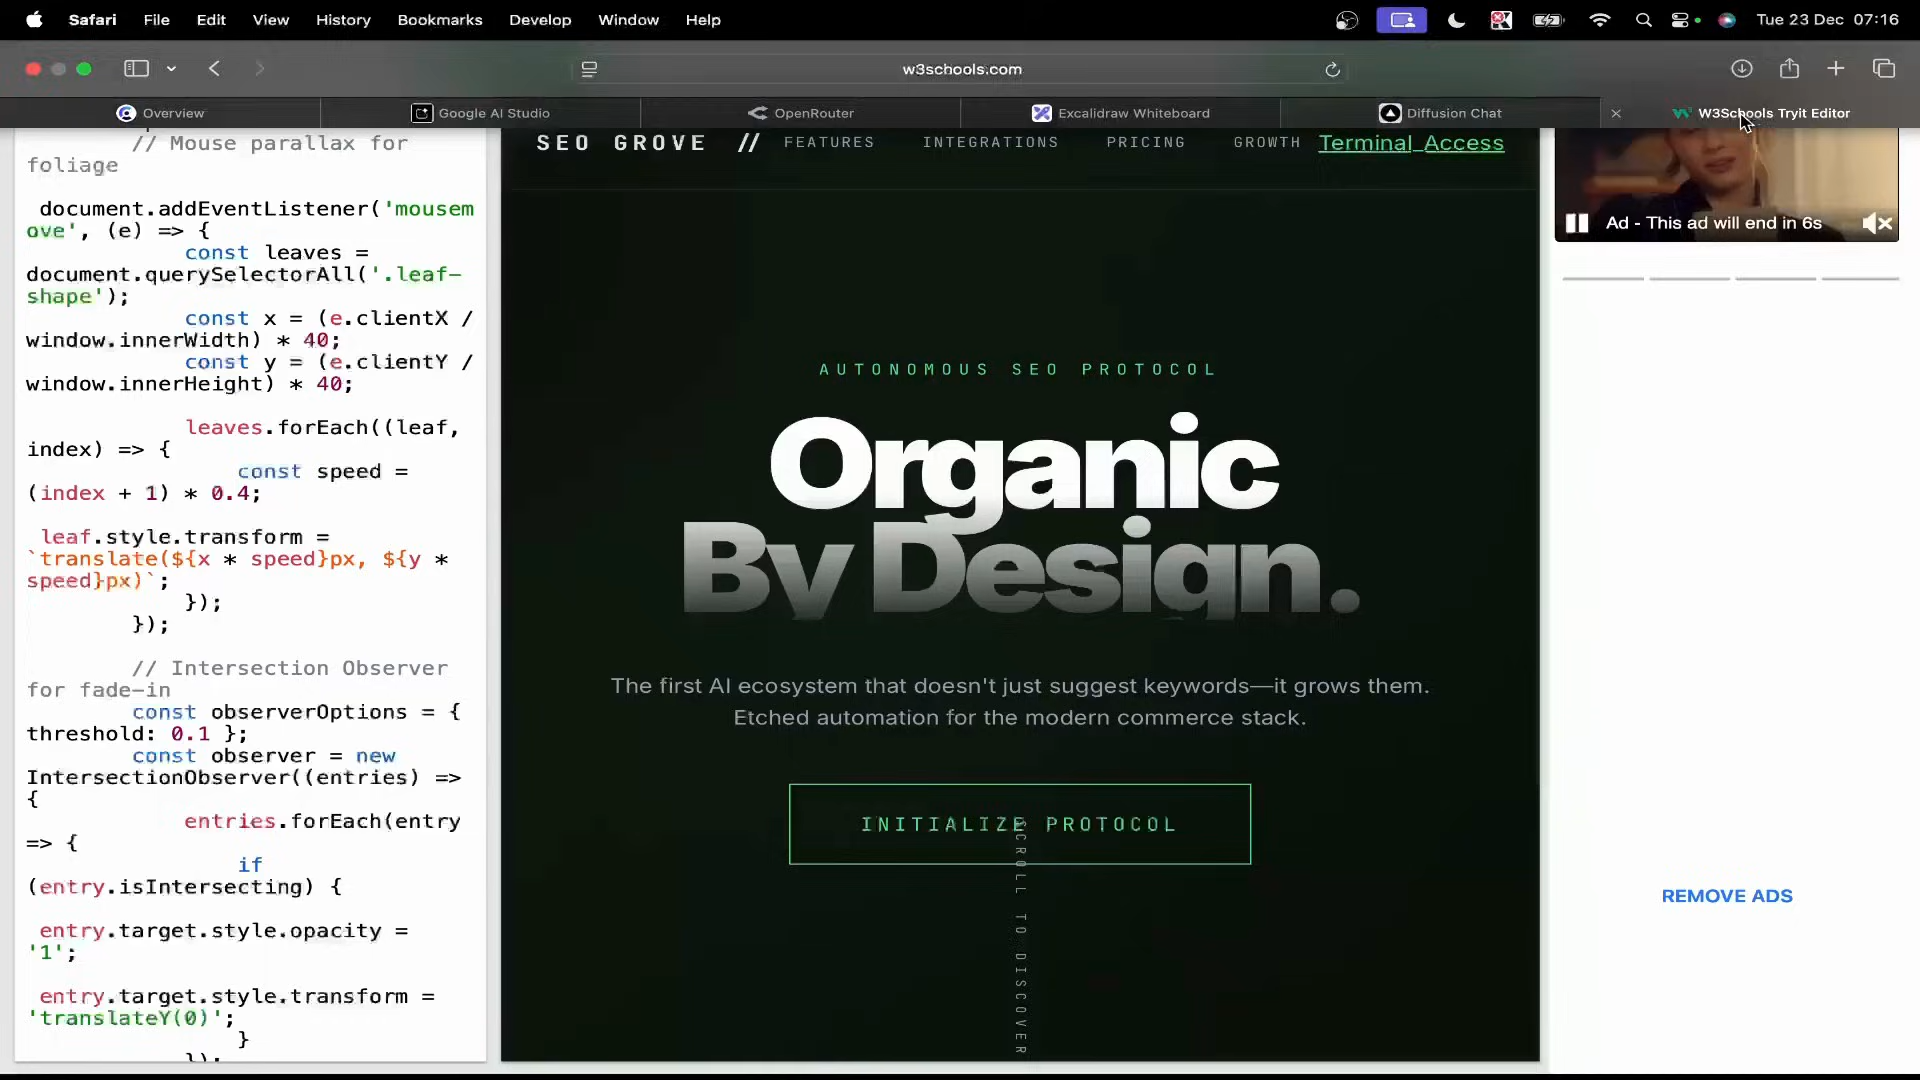 Safari File Edit View History Bookmarks Develop Window Help Tue 23 Dec 07:16
w3schools.com
Overview Google AI Studio OpenRouter Excalidraw Whiteboard Diffusion Chat W3Schools Tryit Editor
// Mouse parallax for
foliage
document.addEventListener('mousem
ove', (e) => {
const leaves =
document.querySelectorAll('.leaf-
shape');
const x = (e.clientX /
window.innerWidth) * 40;
const y = (e.clientY /
window.innerHeight) * 40;
leaves.forEach((leaf,
index) => {
const speed =
(index + 1) * 0.4;
leaf.style.transform =
`translate(${x * speed}px, ${y *
speed}px)`;
});
});
// Intersection Observer
for fade-in
const observerOptions = {
threshold: 0.1 };
const observer = new
IntersectionObserver((entries) =>
{
entries.forEach(entry
=> {
if
(entry.isIntersecting) {
entry.target.style.opacity =
'1';
entry.target.style.transform =
'translateY(0)';
}
});
SEO GROVE // FEATURES INTEGRATIONS PRICING GROWTH Terminal_Access
AUTONOMOUS SEO PROTOCOL
Organic
By Design.
The first AI ecosystem that doesn't just suggest keywords—it grows them.
Etched automation for the modern commerce stack.
INITIALIZE PROTOCOL
SCROLL TO DISCOVER
Ad - This ad will end in 6s
REMOVE ADS